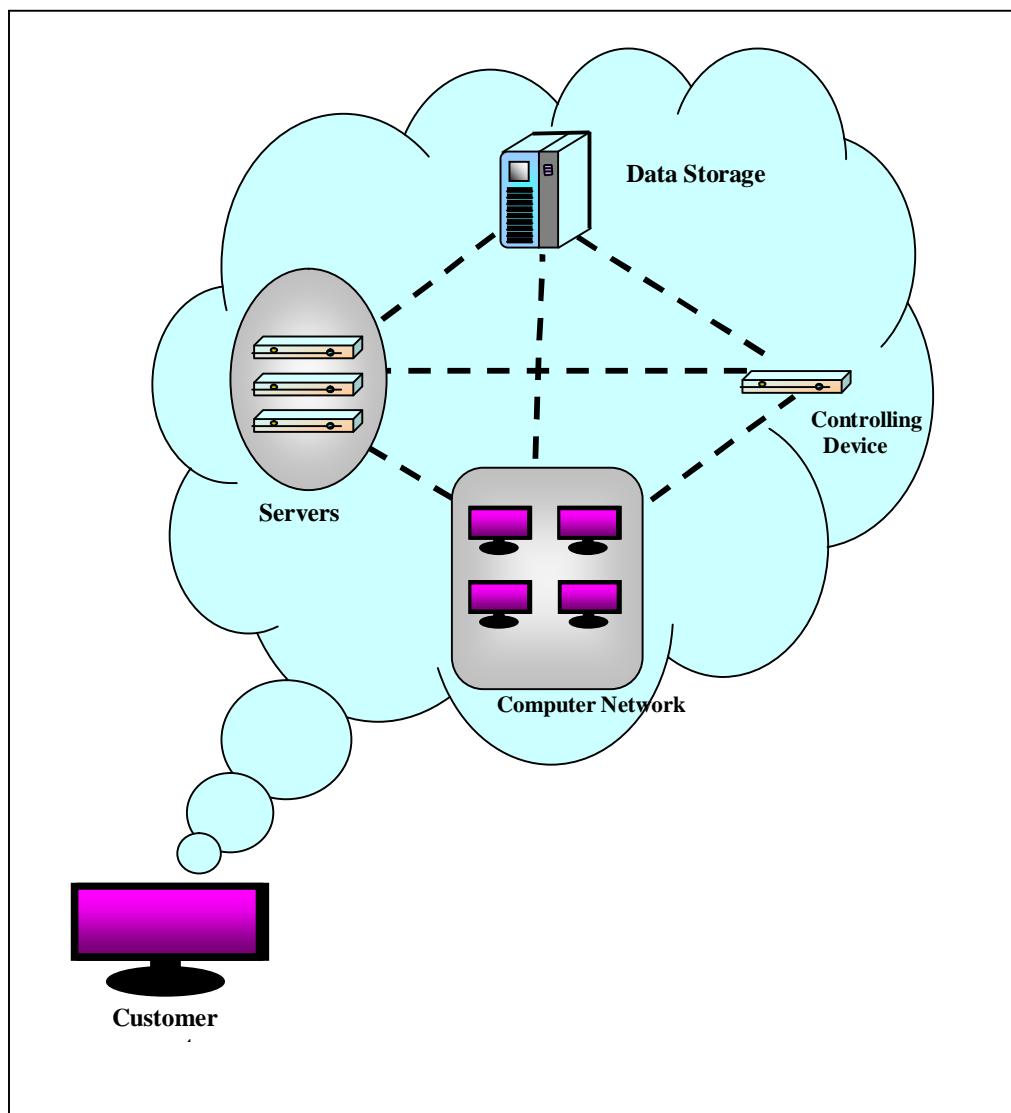 Data Storage
Controlling
Device
Servers
Computer Network
Customer